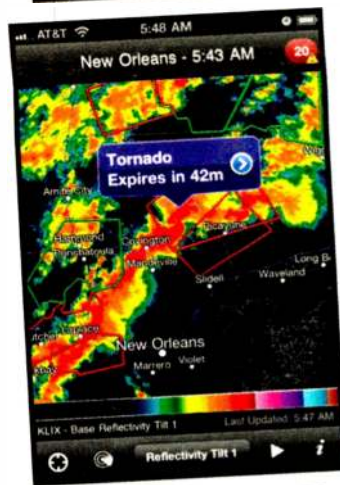 AT&T 5:48 AM
New Orleans - 5:43 AM
20
Tornado
Expires in 42m
Amite City
Hammond
Ponchatoula
Covington
Mandeville
Picayune
Slidell
Waveland
Long B
Laplace
New Orleans
Marrero Violet
KLIX - Base Reflectivity Tilt 1 Last Updated: 5:47 AM
Reflectivity Tilt 1
i